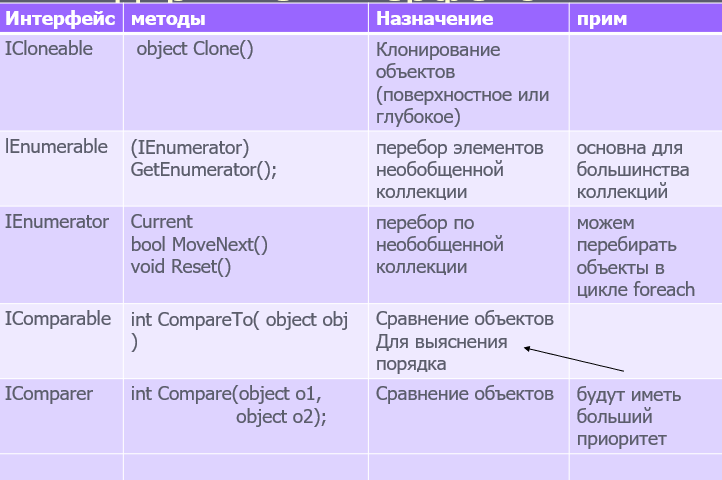 Интерфейс методы Назначение прим
ICloneable object Clone() Клонирование
объектов
(поверхностное или
глубокое)
lEnumerable (IEnumerator) перебор элементов основна для
GetEnumerator(); необобщенной большинства
коллекции коллекций
IEnumerator Current перебор по можем
bool MoveNext() необобщенной перебирать
void Reset() коллекции объекты в
цикле foreach
IComparable int CompareTo( object obj Сравнение объектов
) Для выяснения
порядка
IComparer int Compare(object o1, Сравнение объектов будут иметь
object o2); больший
приоритет